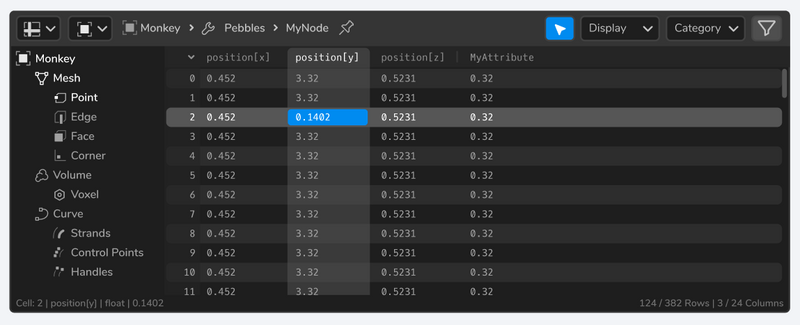 Monkey > Pebbles > MyNode Display Category
Monkey position[x] position[y] position[z] MyAttribute
Mesh 0 0.452 3.32 0.5231 0.32
Point 1 0.452 3.32 0.5231 0.32
Edge 2 0.452 0.1402 0.5231 0.32
Face 3 0.452 3.32 0.5231 0.32
Corner 4 0.452 3.32 0.5231 0.32
Volume 5 0.452 3.32 0.5231 0.32
Voxel 6 0.452 3.32 0.5231 0.32
Curve 7 0.452 3.32 0.5231 0.32
Strands 8 0.452 3.32 0.5231 0.32
Control Points 9 0.452 3.32 0.5231 0.32
Handles 10 0.452 3.32 0.5231 0.32
11 0.452 3.32 0.5231 0.32
Cell: 2 | position[y] | float | 0.1402 124 / 382 Rows | 3 / 24 Columns